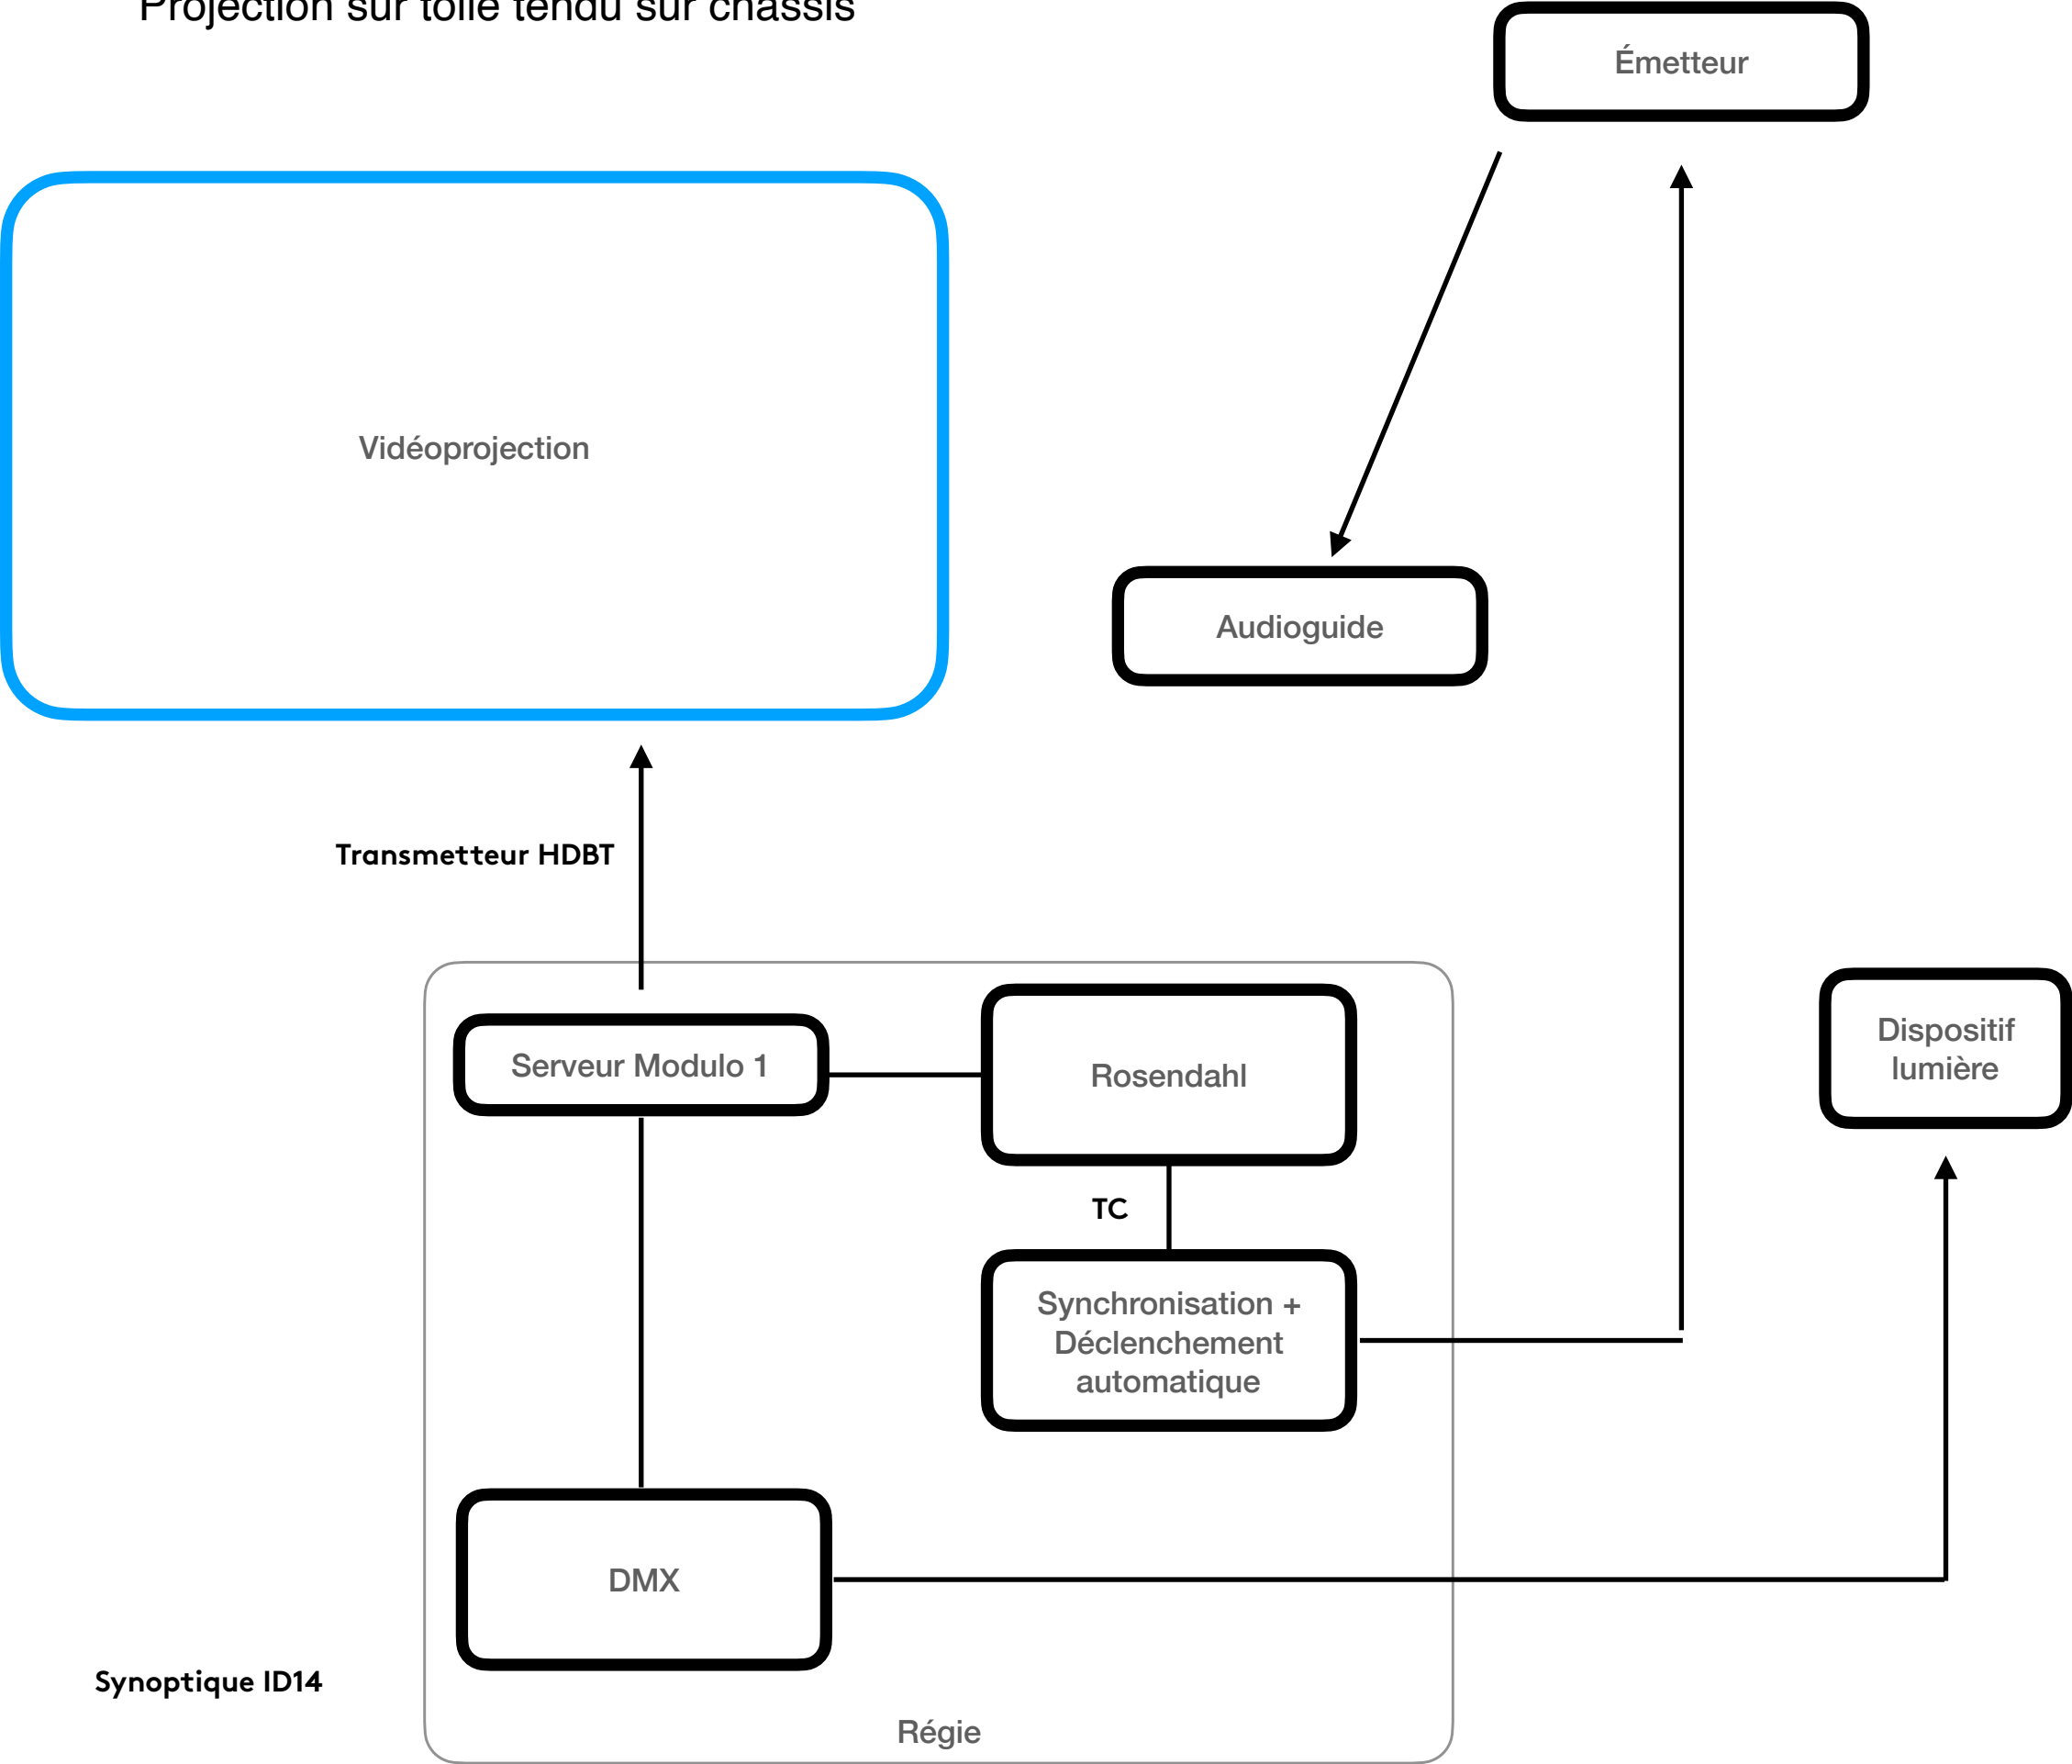 Projection sur toile tendu sur chassis
Émetteur
Vidéoprojection
Audioguide
Transmetteur HDBT
Serveur Modulo 1
Rosendahl
Dispositif
lumière
TC
Synchronisation +
Déclenchement
automatique
DMX
Synoptique ID14
Régie